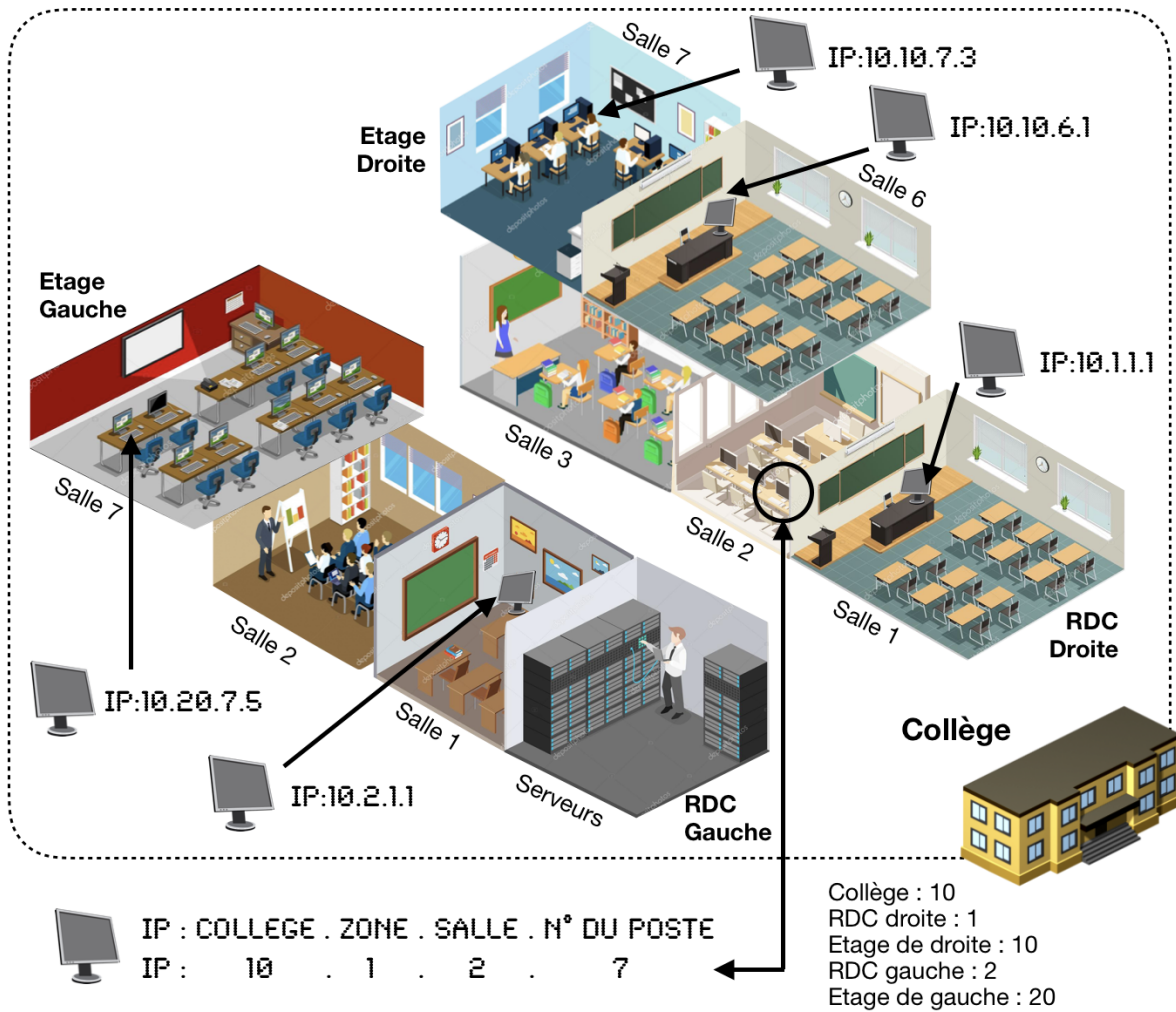 Salle 7
IP:10.10.7.3
Etage
Droite
IP:10.10.6.1
Salle 6
Etage
Gauche
IP:10.1.1.1
Salle 3
Salle 7
Salle 2
Salle 2
Salle 1
RDC
Droite
IP:10.20.7.5
Salle 1
Collège
IP:10.2.1.1
Serveurs
RDC
Gauche
Collège : 10
RDC droite : 1
Etage de droite : 10
RDC gauche : 2
Etage de gauche : 20
IP : COLLEGE . ZONE . SALLE . N° DU POSTE
IP : 10 . 1 . 2 . 7
depositphotos